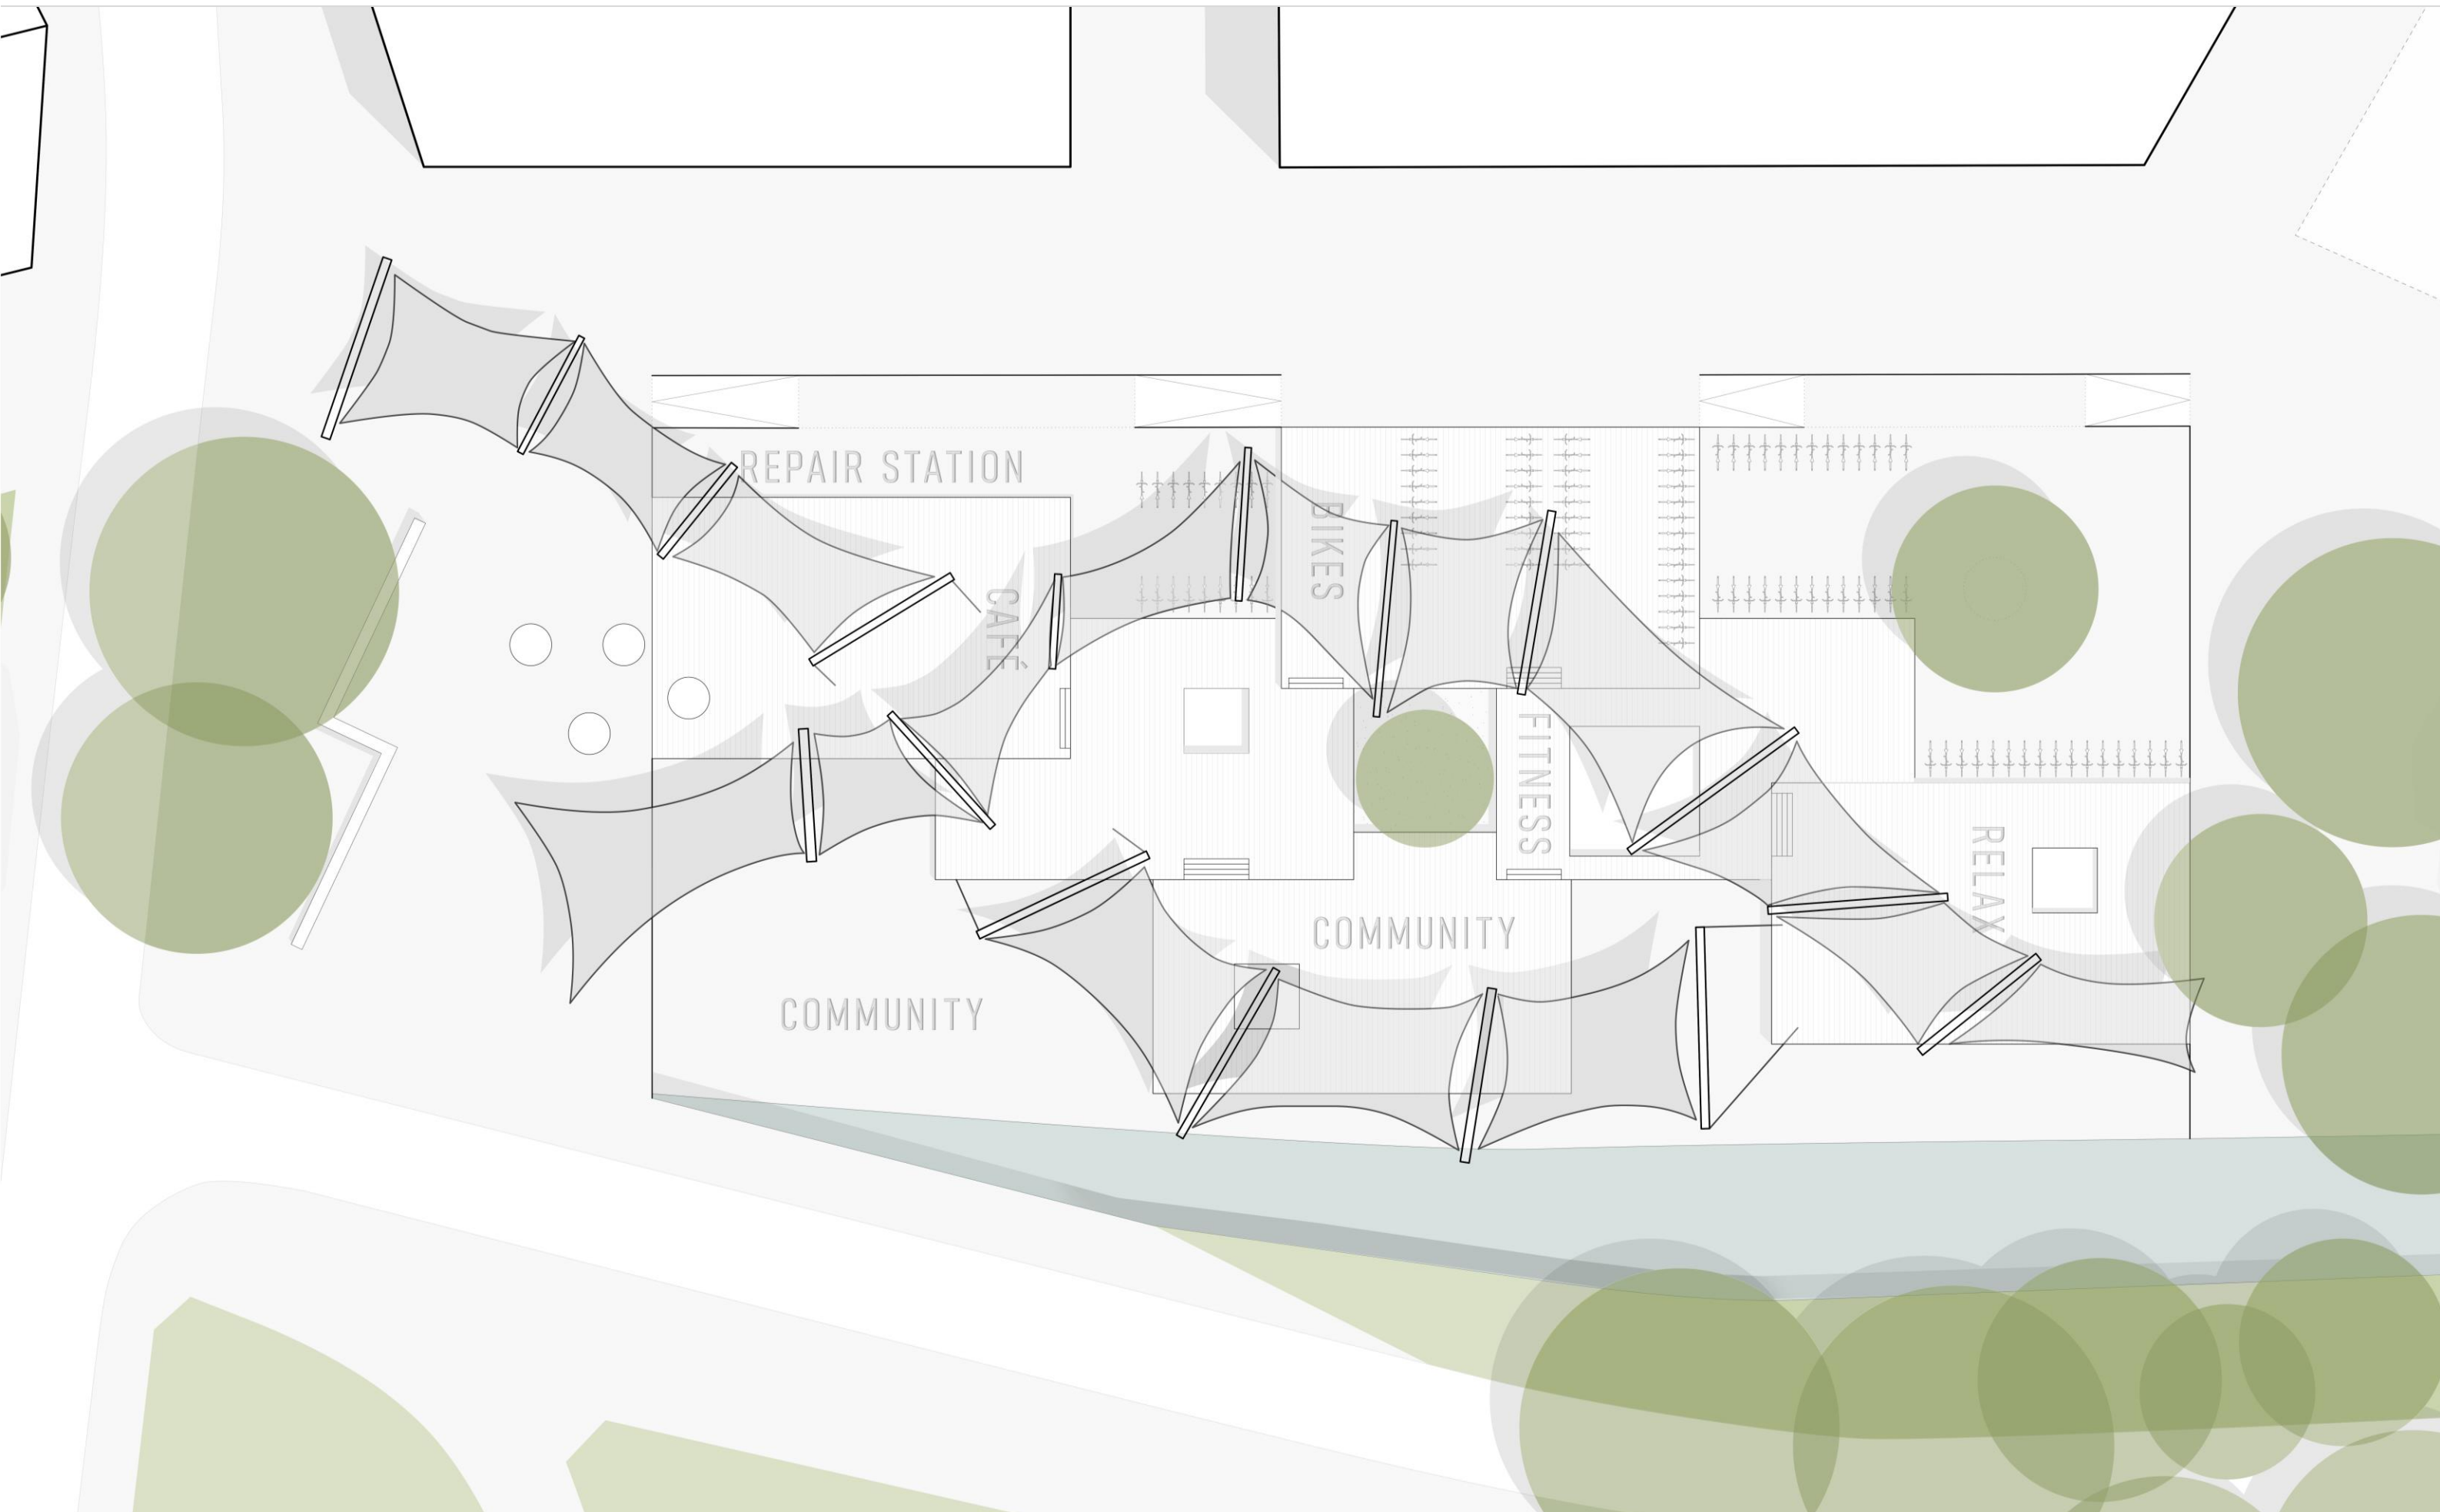 REPAIR STATION
BIKES
CAFÉ
FITNESS
RELAX
COMMUNITY
COMMUNITY